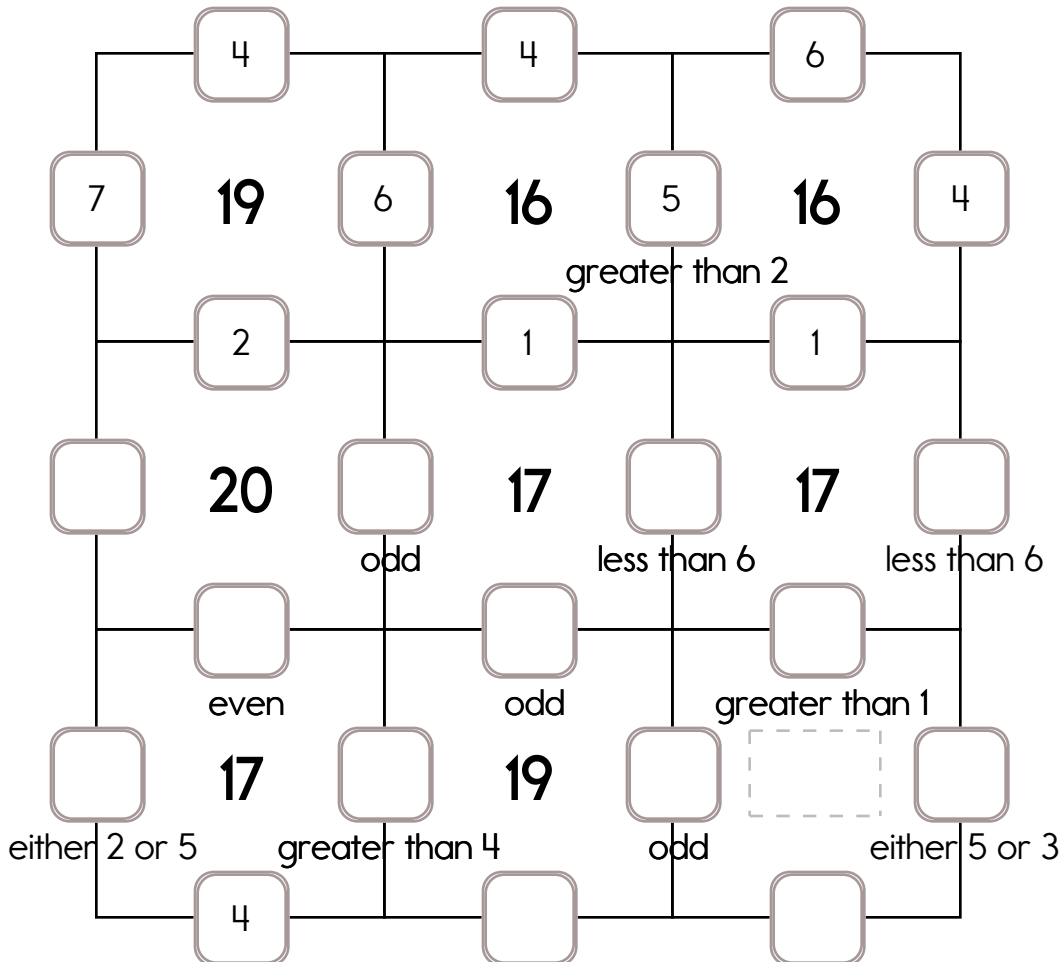 4 4 6
7 19 6 16 5 16 4
greater than 2
2 1 1
20 17 17
odd less than 6 less than 6
even odd greater than 1
17 19
either 2 or 5 greater than 4 odd either 5 or 3
4